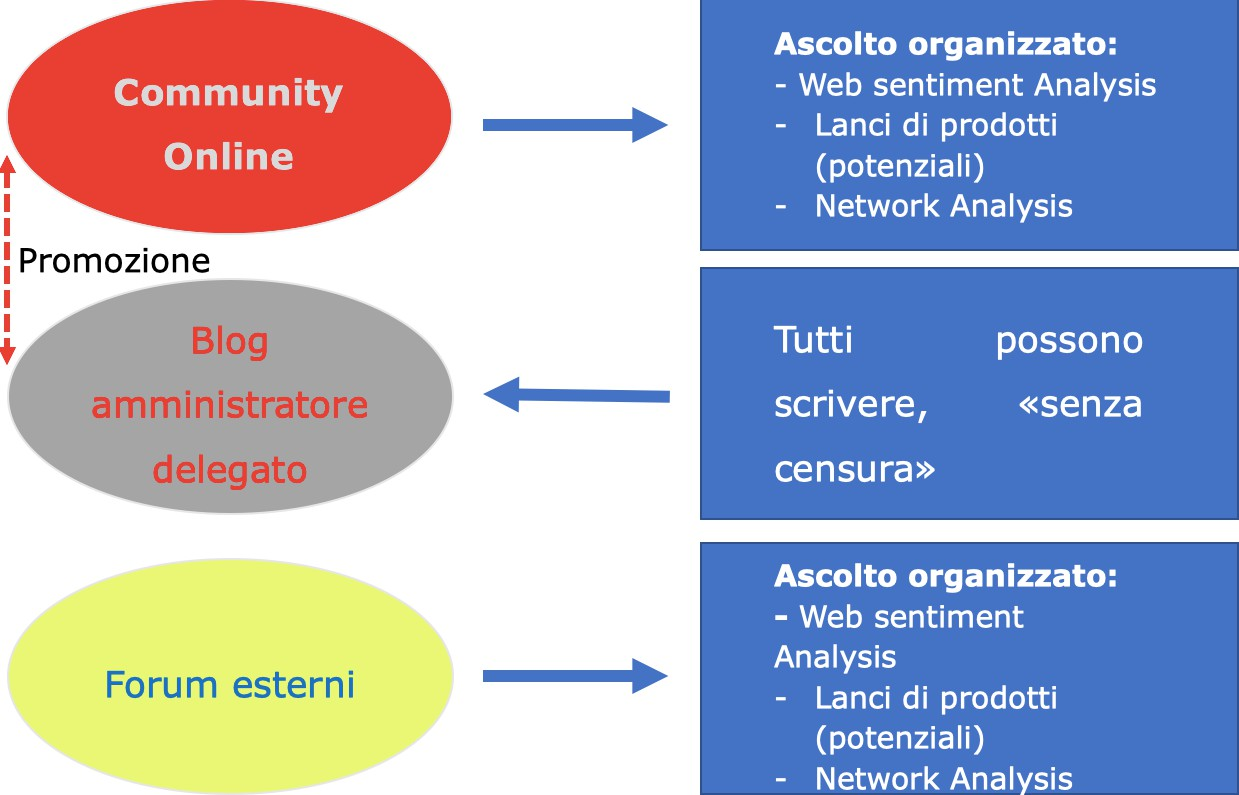 Community
Online
Ascolto organizzato:
- Web sentiment Analysis
- Lanci di prodotti
(potenziali)
- Network Analysis
Promozione
Blog
amministratore
delegato
Tutti possono
scrivere, «senza
censura»
Forum esterni
Ascolto organizzato:
- Web sentiment
Analysis
- Lanci di prodotti
(potenziali)
- Network Analysis